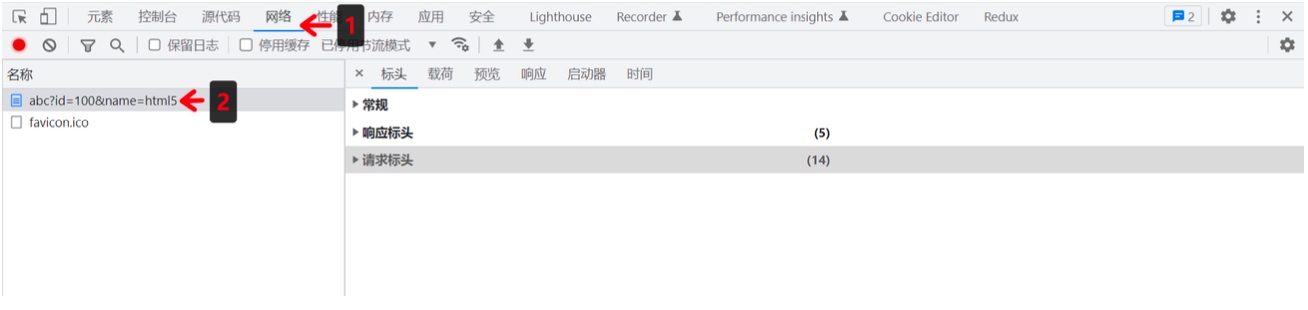 元素 控制台 源代码 网络 性能 内存 应用 安全 Lighthouse Recorder Performance insights Cookie Editor Redux 2
1
保留日志 停用缓存 已停用节流模式
名称
标头 载荷 预览 响应 启动器 时间
abc?id=100&name=html5 2
常规
favicon.ico
响应标头 (5)
请求标头 (14)